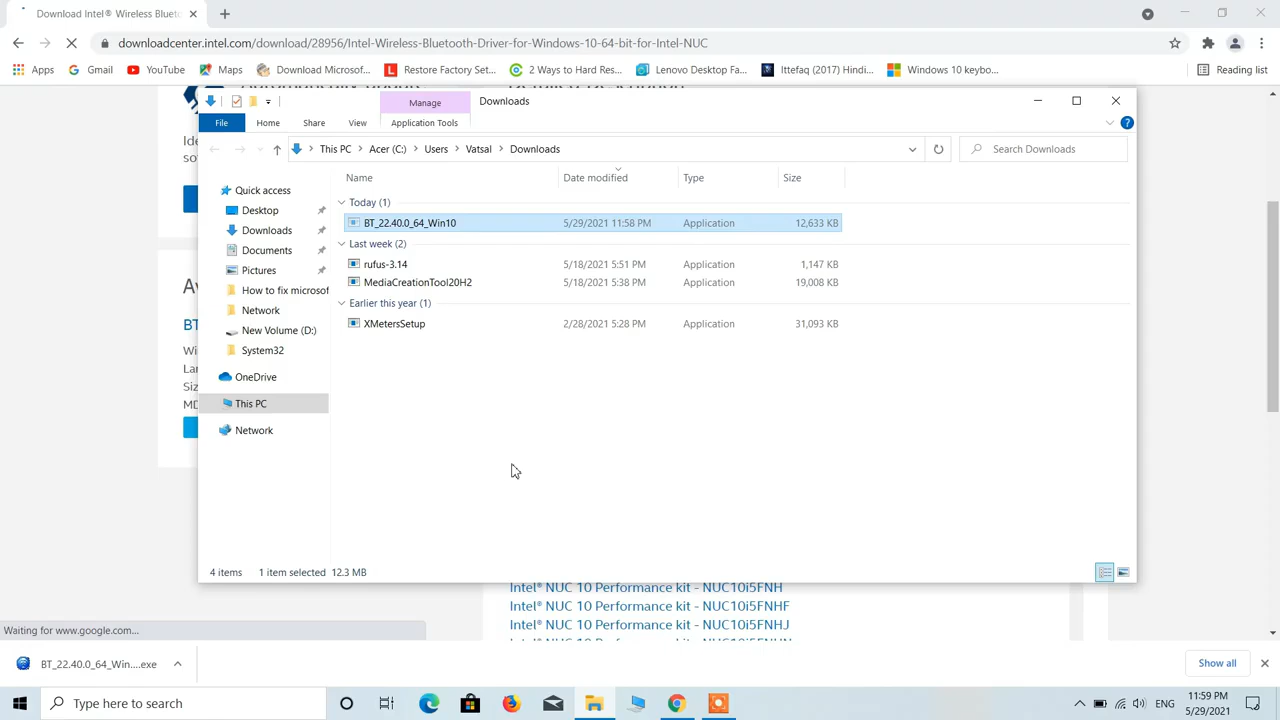 Download Intel® Wireless Blueto
downloadcenter.intel.com/download/28956/Intel-Wireless-Bluetooth-Driver-for-Windows-10-64-bit-for-Intel-NUC
Apps Gmail YouTube Maps Download Microsof... Restore Factory Set... 2 Ways to Hard Res... Lenovo Desktop Fa... Ittefaq (2017) Hindi... Windows 10 keybo... Reading list
Manage Downloads
File Home Share View Application Tools
This PC Acer (C:) Users Vatsal Downloads Search Downloads
Name Date modified Type Size
Quick access
Desktop
Downloads
Documents
Pictures
How to fix microsof
Network
New Volume (D:)
System32
OneDrive
This PC
Network
Today (1)
BT_22.40.0_64_Win10 5/29/2021 11:58 PM Application 12,633 KB
Last week (2)
rufus-3.14 5/18/2021 5:51 PM Application 1,147 KB
MediaCreationTool20H2 5/18/2021 5:38 PM Application 19,008 KB
Earlier this year (1)
XMetersSetup 2/28/2021 5:28 PM Application 31,093 KB
4 items 1 item selected 12.3 MB
Ide
so
Av
BT
Wi
Lar
Siz
MD
Intel® NUC 10 Performance kit - NUC10i5FNH
Intel® NUC 10 Performance kit - NUC10i5FNHF
Intel® NUC 10 Performance kit - NUC10i5FNHJ
Waiting for www.google.com...
BT_22.40.0_64_Win....exe Show all
Type here to search
ENG
11:59 PM
5/29/2021